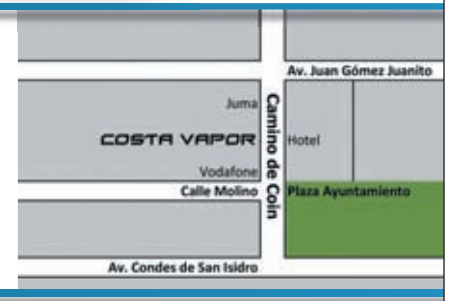 Av. Juan Gómez Juanito
Juma
COSTA VAPOR
Hotel
Vodafone
Calle Molino
Camino de Coin
Plaza Ayuntamiento
Av. Condes de San Isidro